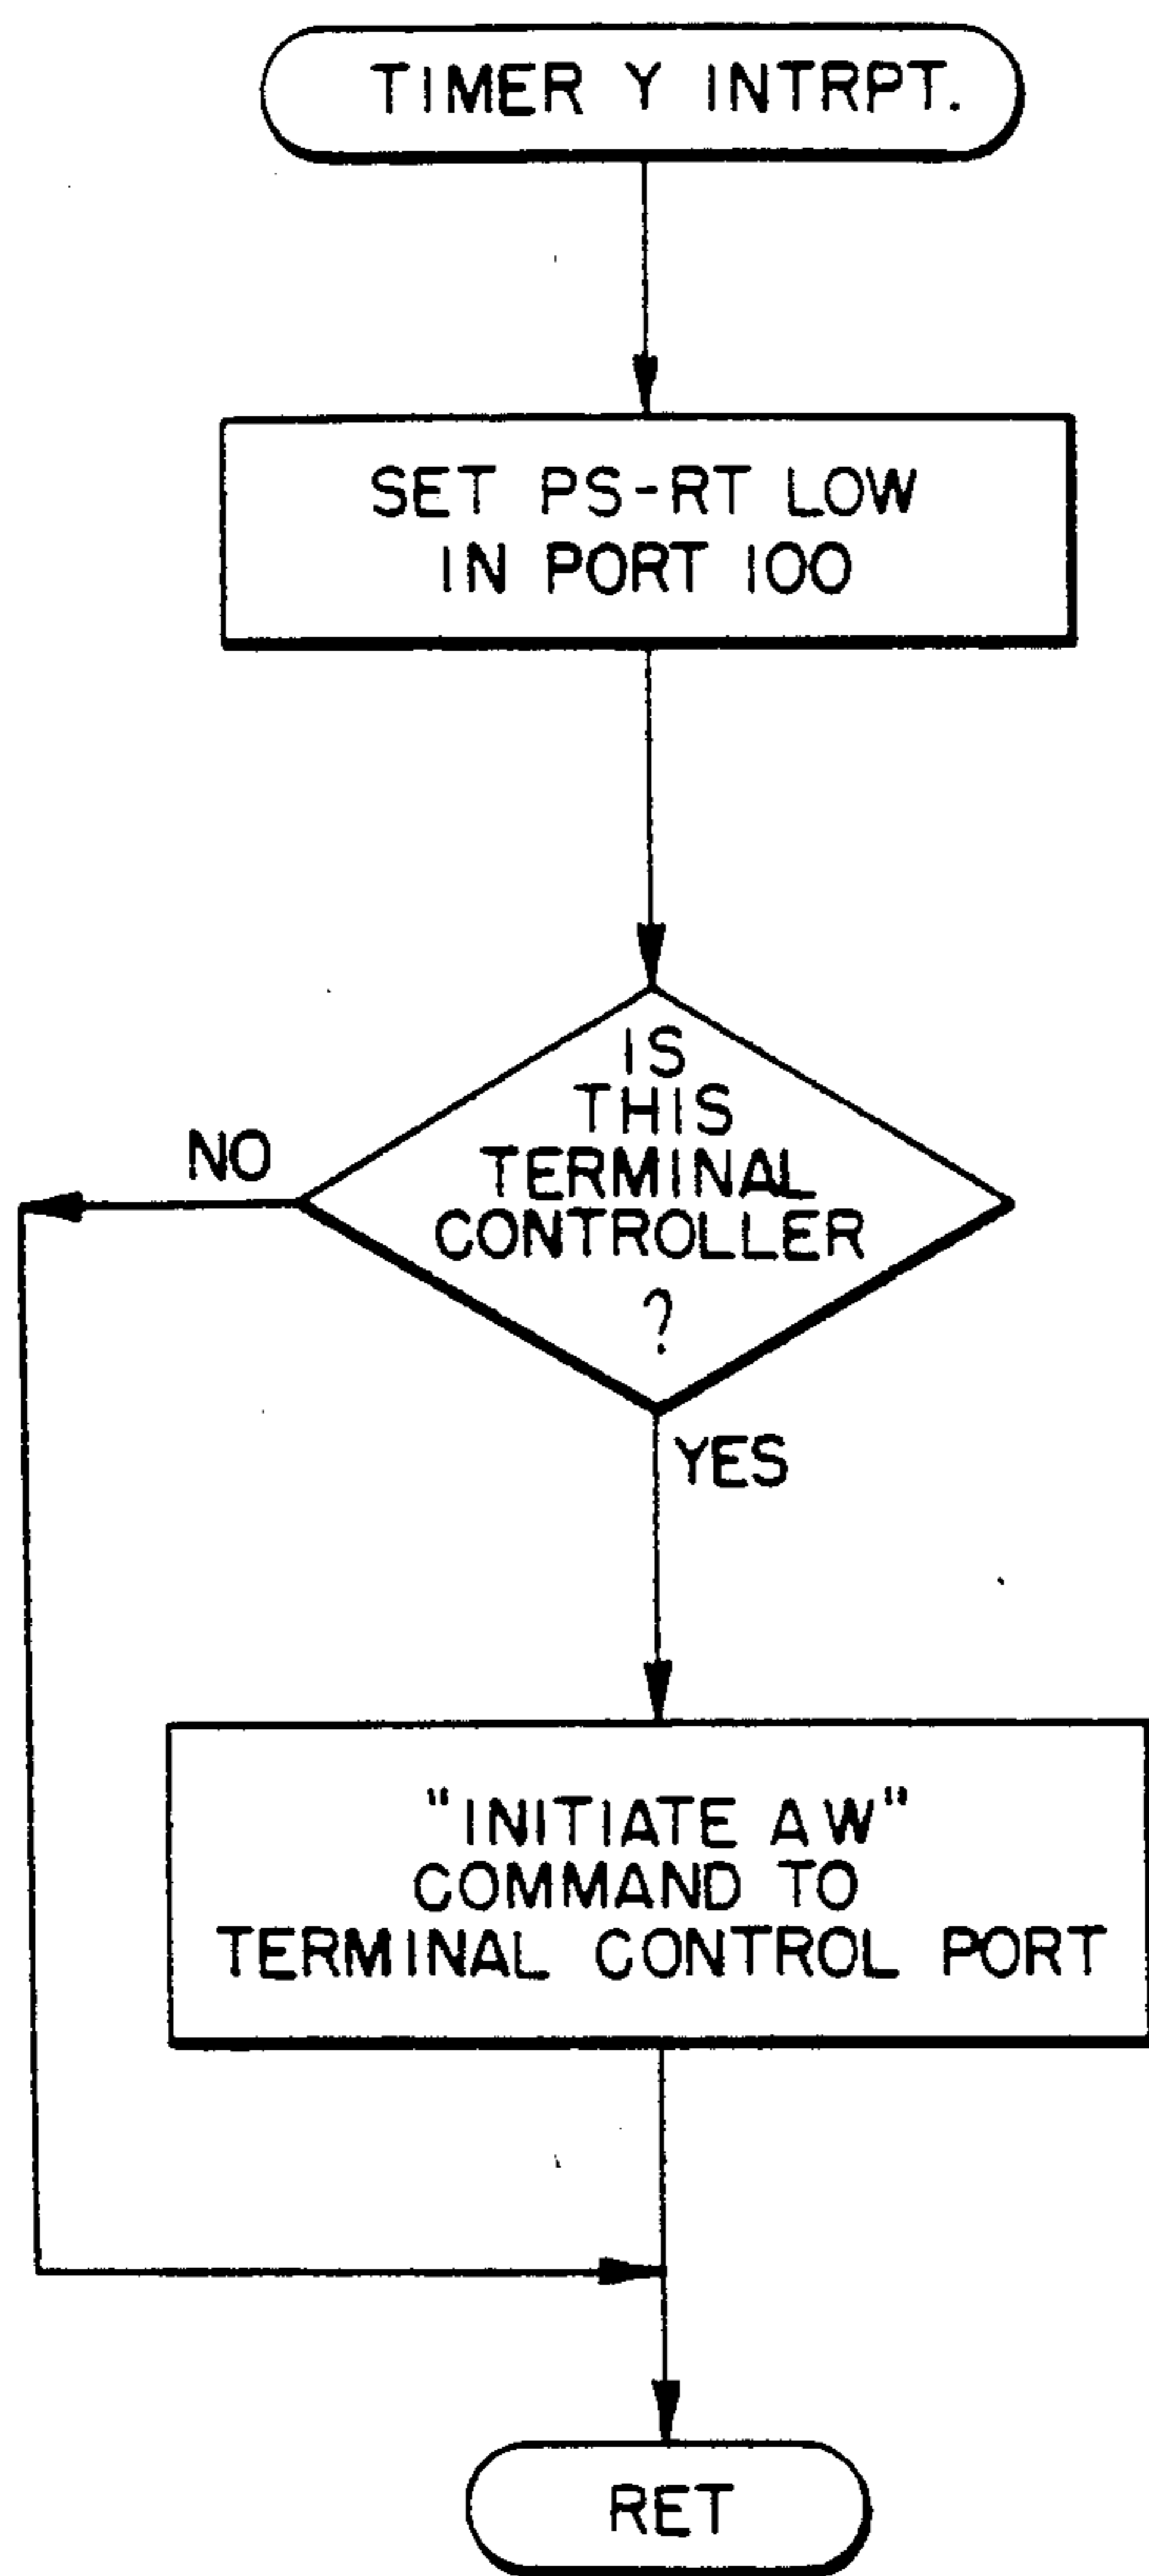 TIMER Y INTRPT.
SET PS-RT LOW
IN PORT 100
IS
THIS
TERMINAL
CONTROLLER
?
NO
YES
"INITIATE AW"
COMMAND TO
TERMINAL CONTROL PORT
RET